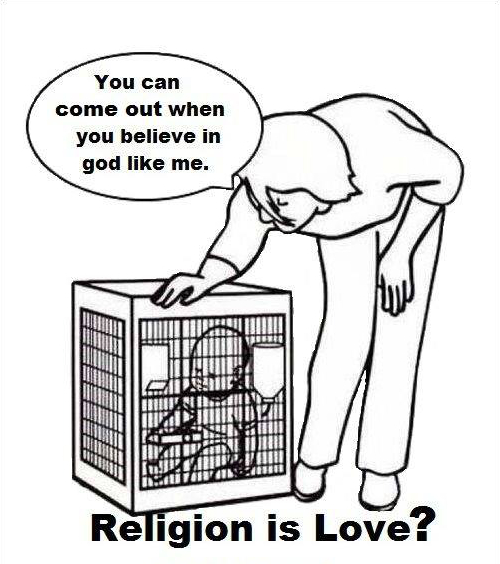 You can
come out when
you believe in
god like me.
Religion is Love?